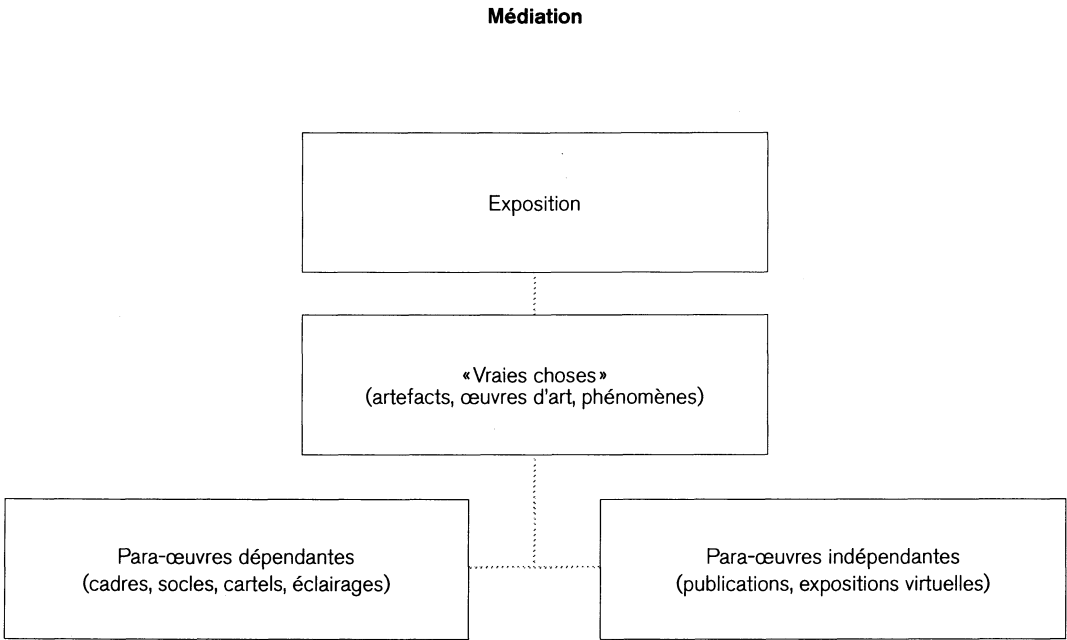 Médiation
Exposition
«Vraies choses»
(artefacts, œuvres d'art, phénomènes)
Para-œuvres dépendantes
(cadres, socles, cartels, éclairages)
Para-œuvres indépendantes
(publications, expositions virtuelles)